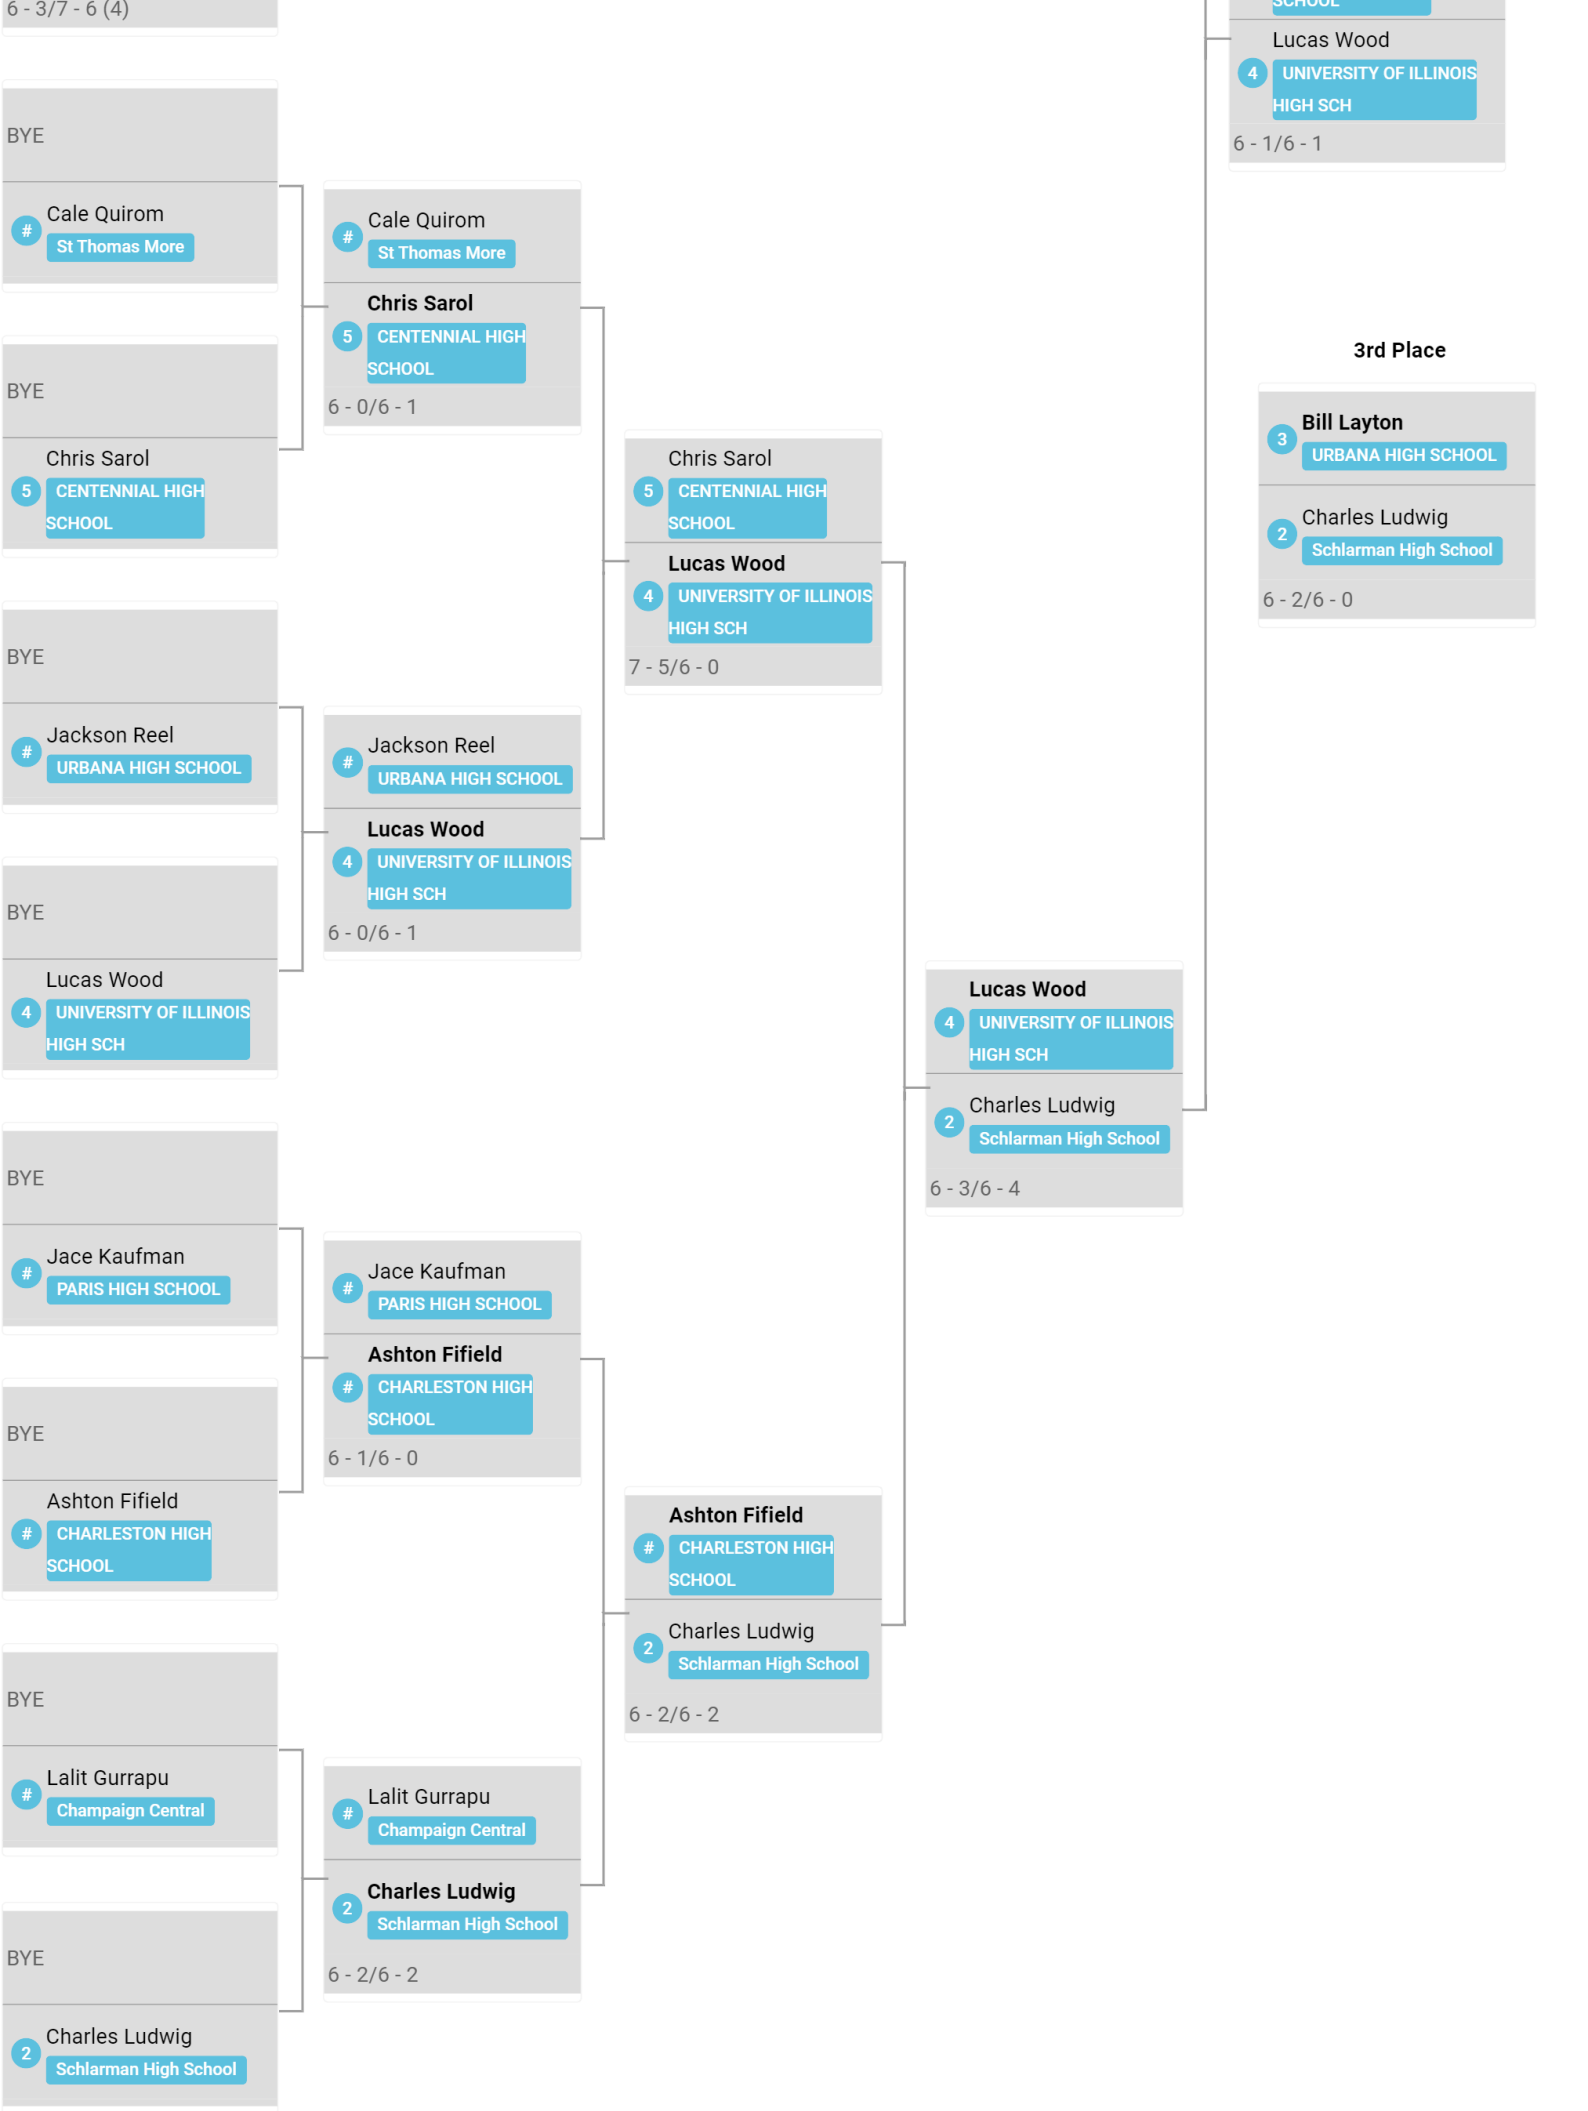 6 - 3/7 - 6 (4)
BYE
# Cale Quirom
St Thomas More
BYE
Chris Sarol
5 CENTENNIAL HIGH
SCHOOL
BYE
# Jackson Reel
URBANA HIGH SCHOOL
BYE
Lucas Wood
4 UNIVERSITY OF ILLINOIS
HIGH SCH
BYE
# Jace Kaufman
PARIS HIGH SCHOOL
BYE
Ashton Fifield
# CHARLESTON HIGH
SCHOOL
BYE
# Lalit Gurrapu
Champaign Central
BYE
2 Charles Ludwig
Schlarman High School
# Cale Quirom
St Thomas More
Chris Sarol
5 CENTENNIAL HIGH
SCHOOL
6 - 0/6 - 1
# Jackson Reel
URBANA HIGH SCHOOL
Lucas Wood
4 UNIVERSITY OF ILLINOIS
HIGH SCH
6 - 0/6 - 1
# Jace Kaufman
PARIS HIGH SCHOOL
Ashton Fifield
# CHARLESTON HIGH
SCHOOL
6 - 1/6 - 0
# Lalit Gurrapu
Champaign Central
2 Charles Ludwig
Schlarman High School
6 - 2/6 - 2
Chris Sarol
5 CENTENNIAL HIGH
SCHOOL
Lucas Wood
4 UNIVERSITY OF ILLINOIS
HIGH SCH
7 - 5/6 - 0
Ashton Fifield
# CHARLESTON HIGH
SCHOOL
2 Charles Ludwig
Schlarman High School
6 - 2/6 - 2
Lucas Wood
4 UNIVERSITY OF ILLINOIS
HIGH SCH
2 Charles Ludwig
Schlarman High School
6 - 3/6 - 4
SCHOOL
Lucas Wood
4 UNIVERSITY OF ILLINOIS
HIGH SCH
6 - 1/6 - 1
3rd Place
3 Bill Layton
URBANA HIGH SCHOOL
2 Charles Ludwig
Schlarman High School
6 - 2/6 - 0